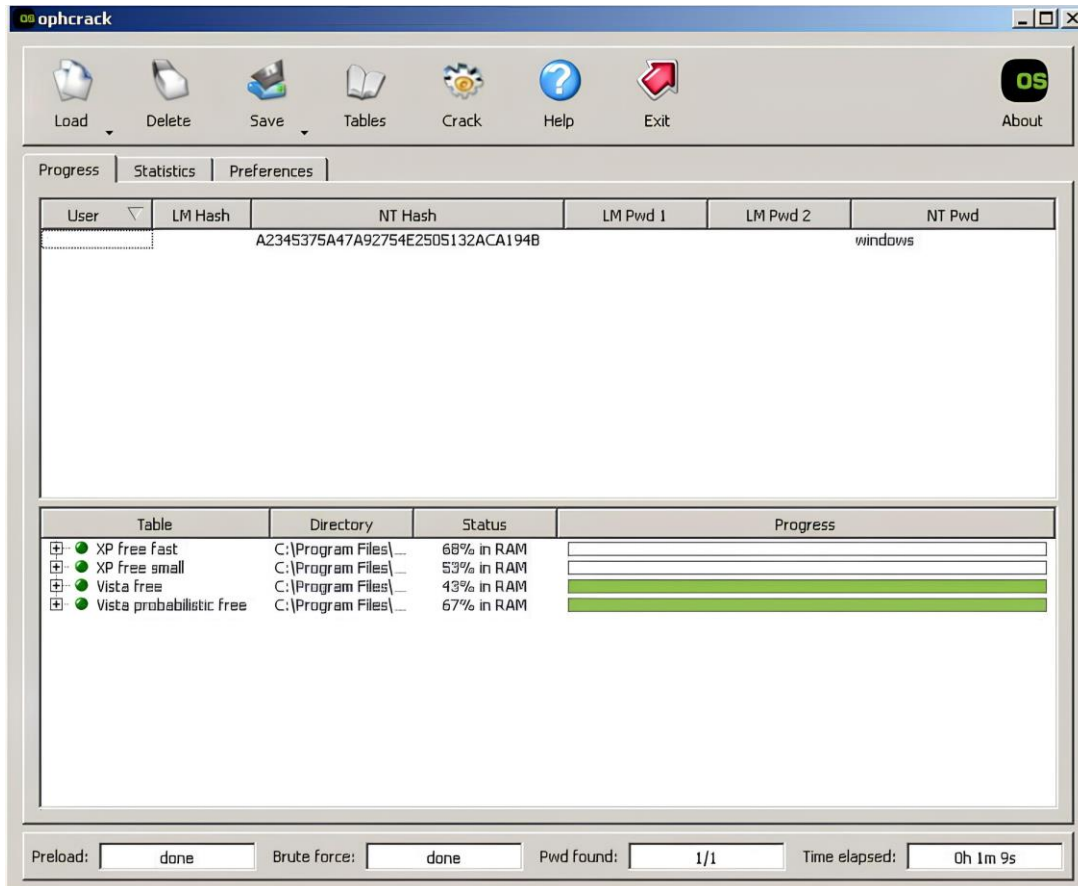 OS ophcrack
Load Delete Save Tables Crack Help Exit OS About
Progress Statistics Preferences
User LM Hash NT Hash LM Pwd 1 LM Pwd 2 NT Pwd
A2345375A47A92754E2505132ACA194B windows
Table Directory Status Progress
XP free fast C:\Program Files\... 68% in RAM
XP free small C:\Program Files\... 53% in RAM
Vista free C:\Program Files\... 43% in RAM
Vista probabilistic free C:\Program Files\... 67% in RAM
Preload: done Brute force: done Pwd found: 1/1 Time elapsed: 0h 1m 9s